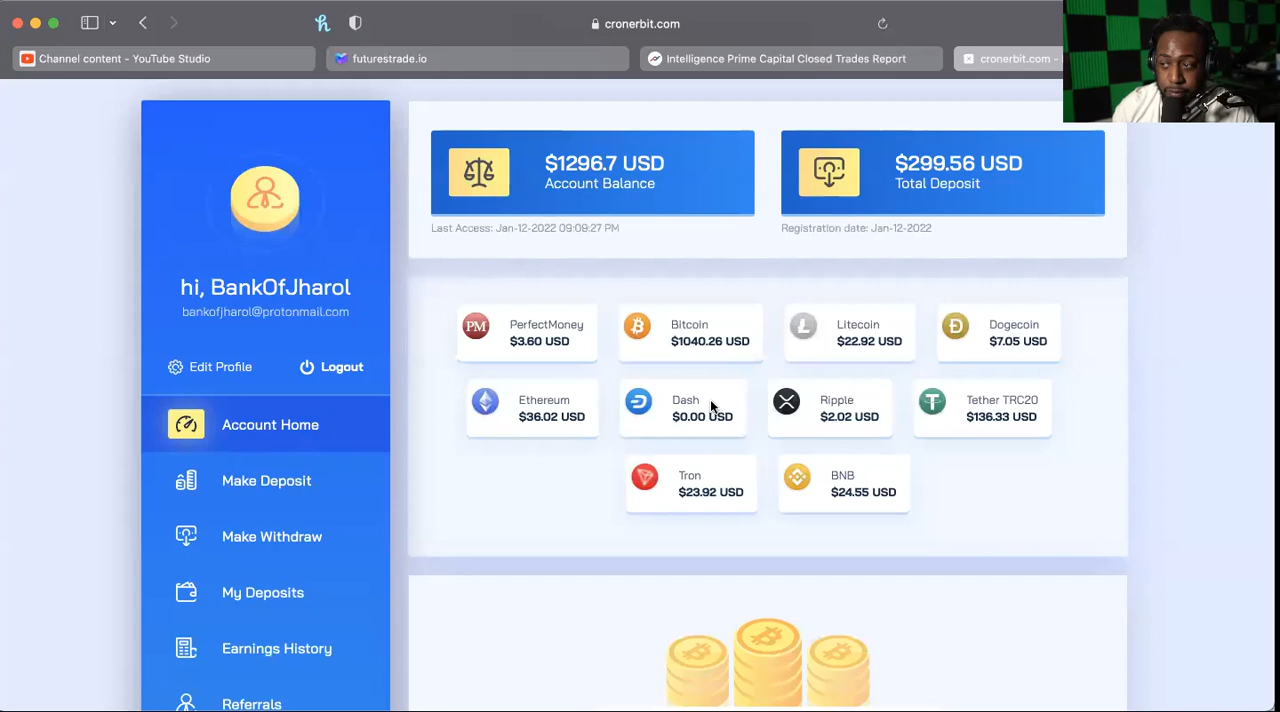 cronerbit.com
Channel content - YouTube Studio
futurestrade.io
Intelligence Prime Capital Closed Trades Report
cronerbit.com -
hi, BankOfJharol
bankofjharol@protonmail.com
Edit Profile
Logout
Account Home
Make Deposit
Make Withdraw
My Deposits
Earnings History
Referrals
$1296.7 USD
Account Balance
Last Access: Jan-12-2022 09:09:27 PM
$299.56 USD
Total Deposit
Registration date: Jan-12-2022
PM
PerfectMoney
$3.60 USD
Bitcoin
$1040.26 USD
Litecoin
$22.92 USD
Dogecoin
$7.05 USD
Ethereum
$36.02 USD
Dash
$0.00 USD
Ripple
$2.02 USD
Tether TRC20
$136.33 USD
Tron
$23.92 USD
BNB
$24.55 USD